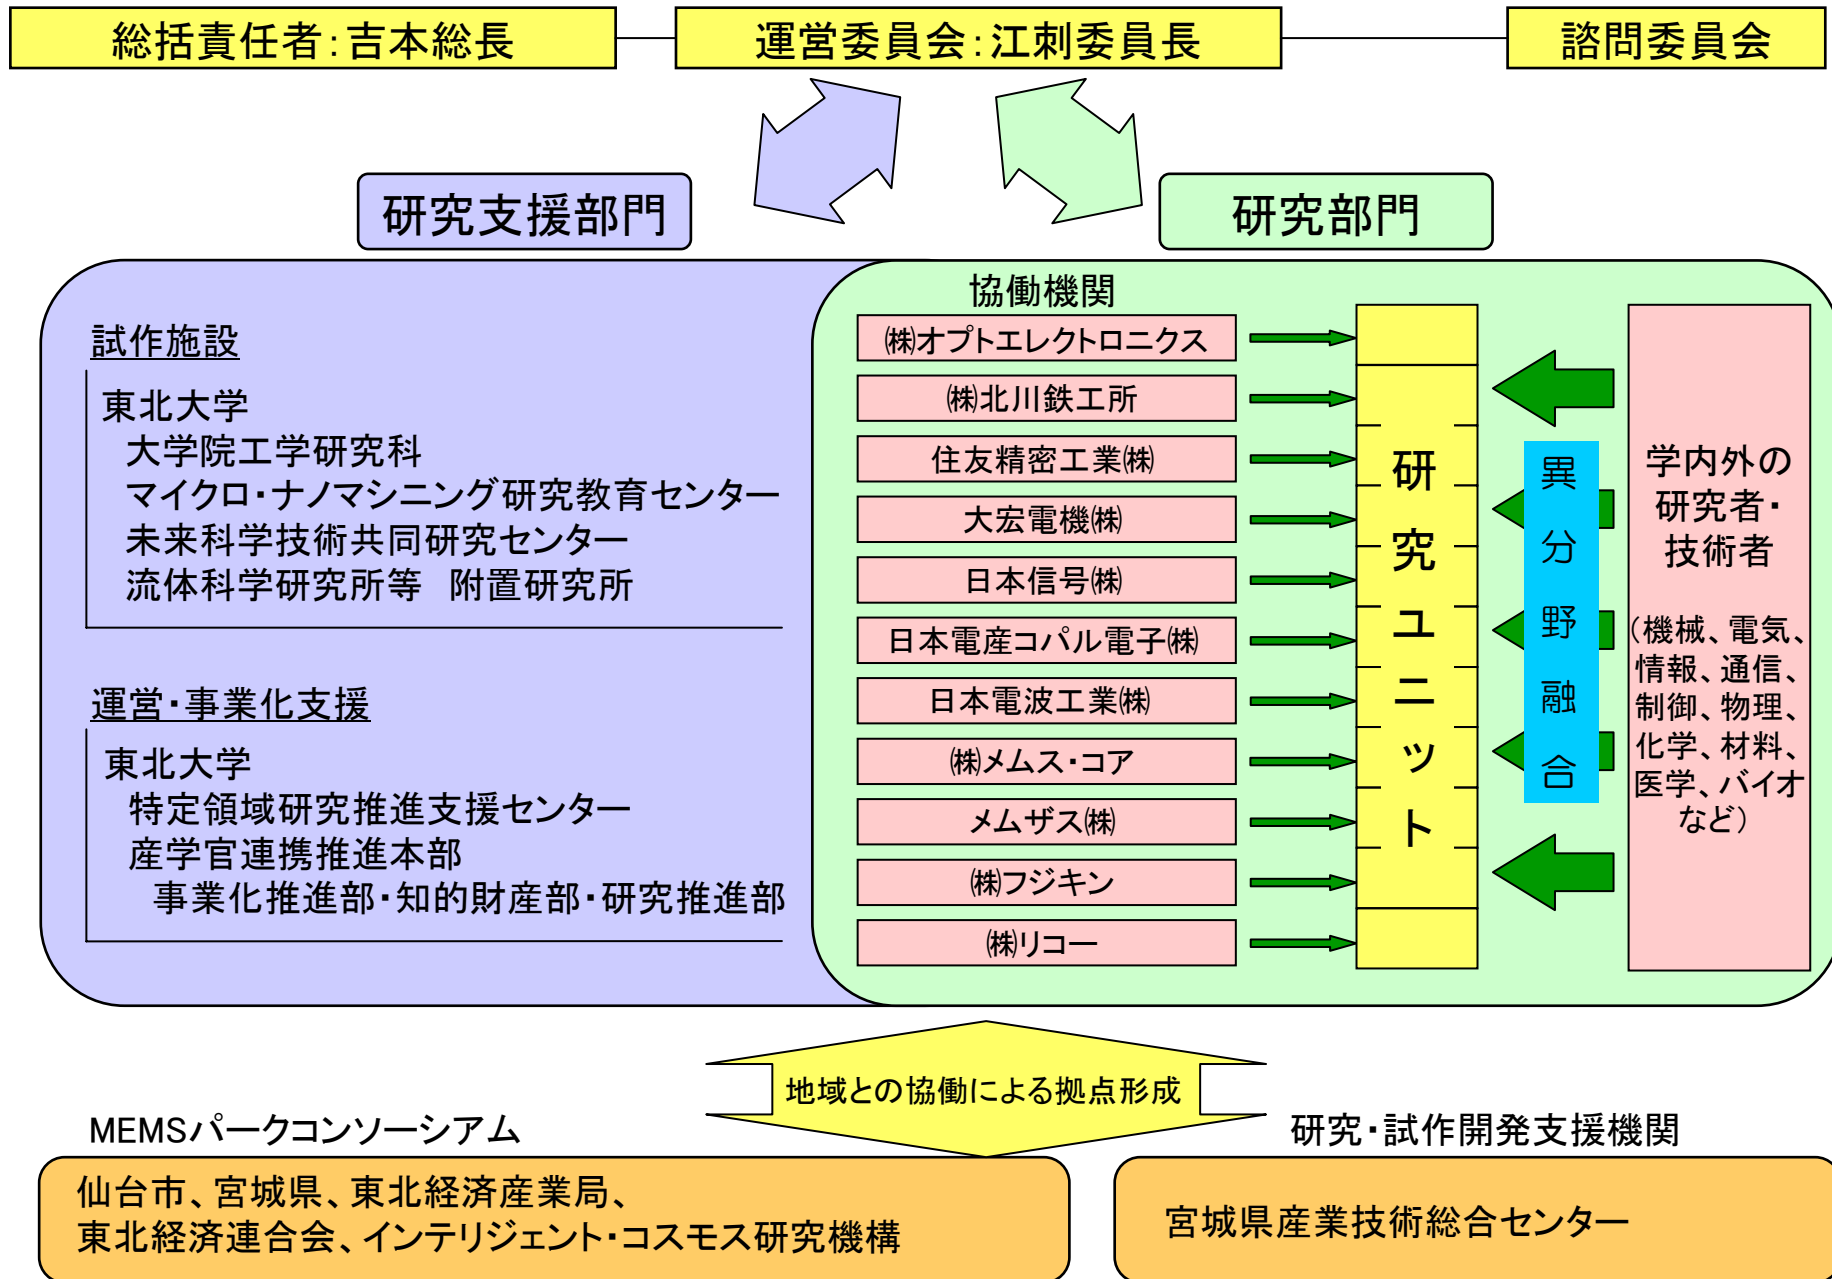 総括責任者：吉本総長
運営委員会：江刺委員長
諮問委員会
研究支援部門
研究部門
試作施設
東北大学
大学院工学研究科
マイクロ・ナノマシニング研究教育センター
未来科学技術共同研究センター
流体科学研究所等　附置研究所
運営・事業化支援
東北大学
特定領域研究推進支援センター
産学官連携推進本部
事業化推進部・知的財産部・研究推進部
協働機関
㈱オプトエレクトロニクス
㈱北川鉄工所
住友精密工業㈱
大宏電機㈱
日本信号㈱
日本電産コパル電子㈱
日本電波工業㈱
㈱メムス・コア
メムザス㈱
㈱フジキン
㈱リコー
研究ユニット
異分野融合
学内外の
研究者・
技術者
（機械、電気、
情報、通信、
制御、物理、
化学、材料、
医学、バイオ
など）
地域との協働による拠点形成
MEMSパークコンソーシアム
仙台市、宮城県、東北経済産業局、
東北経済連合会、インテリジェント・コスモス研究機構
研究・試作開発支援機関
宮城県産業技術総合センター